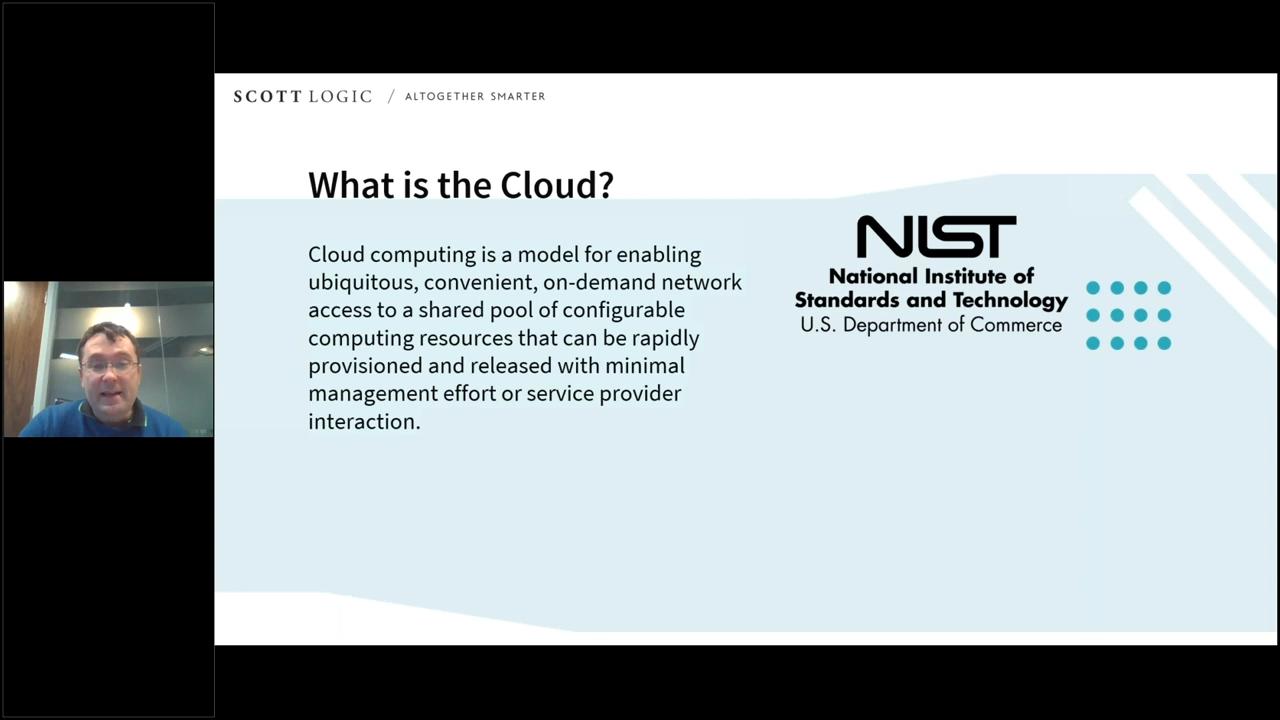 SCOTT LOGIC / ALTOGETHER SMARTER
What is the Cloud?
Cloud computing is a model for enabling
ubiquitous, convenient, on-demand network
access to a shared pool of configurable
computing resources that can be rapidly
provisioned and released with minimal
management effort or service provider
interaction.
NIST
National Institute of
Standards and Technology
U.S. Department of Commerce